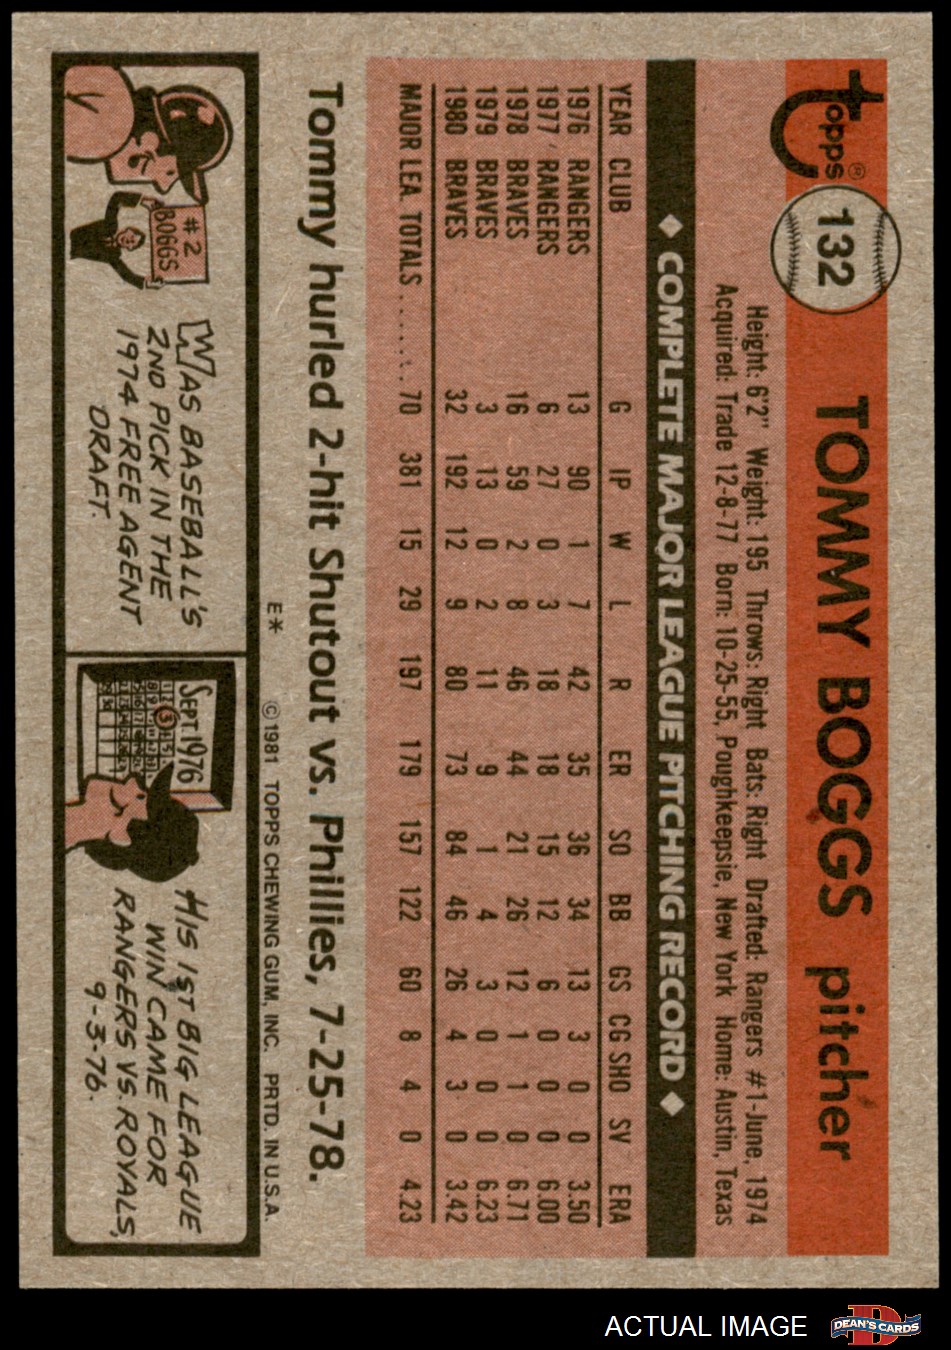 topps®
132
TOMMY BOGGS pitcher
Height: 6'2" Weight: 195 Throws: Right Bats: Right Drafted: Rangers #1-June, 1974
Acquired: Trade 12-8-77 Born: 10-25-55, Poughkeepsie, New York Home: Austin, Texas
◆ COMPLETE MAJOR LEAGUE PITCHING RECORD ◆
YEAR CLUB G IP W L R ER SO BB GS CG SHO SV ERA
1976 RANGERS 13 90 1 7 42 35 36 34 13 3 0 0 3.50
1977 RANGERS 6 27 0 3 18 18 15 12 6 0 0 0 6.00
1978 BRAVES 16 59 2 8 46 44 21 26 12 1 1 0 6.71
1979 BRAVES 3 13 0 2 11 9 1 4 3 0 0 0 6.23
1980 BRAVES 32 192 12 9 80 73 84 46 26 4 3 0 3.42
MAJOR LEA. TOTALS ...... 70 381 15 29 197 179 157 122 60 8 4 0 4.23
Tommy hurled 2-hit Shutout vs. Phillies, 7-25-78.
E* ©1981 TOPPS CHEWING GUM, INC. PRTD. IN U.S.A.
#2
BOGGS
WAS BASEBALL'S
2ND PICK IN THE
1974 FREE AGENT
DRAFT.
SEPT. 1976
3
HIS 1ST BIG LEAGUE
WIN CAME FOR
RANGERS VS. ROYALS,
9-3-76.
ACTUAL IMAGE
D
DEAN'S CARDS